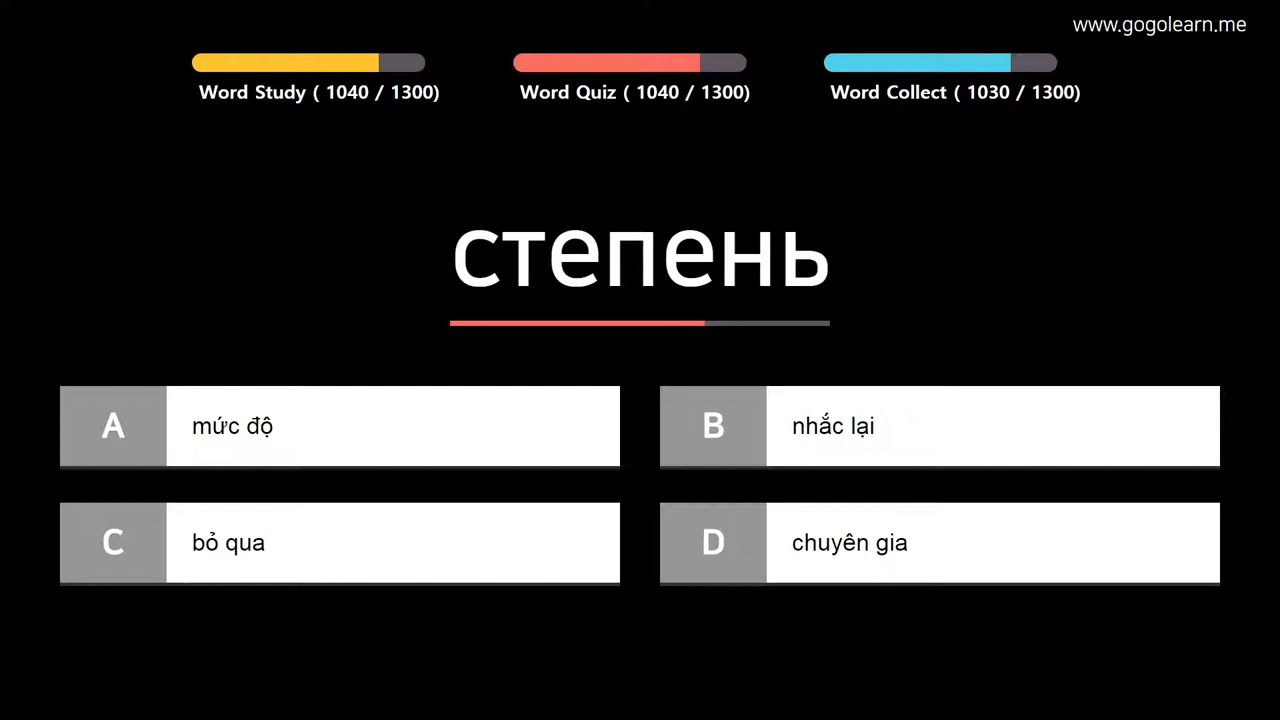 www.gogolearn.me
Word Study ( 1040 / 1300)
Word Quiz ( 1040 / 1300)
Word Collect ( 1030 / 1300)
степень
A mức độ
B nhắc lại
C bỏ qua
D chuyên gia